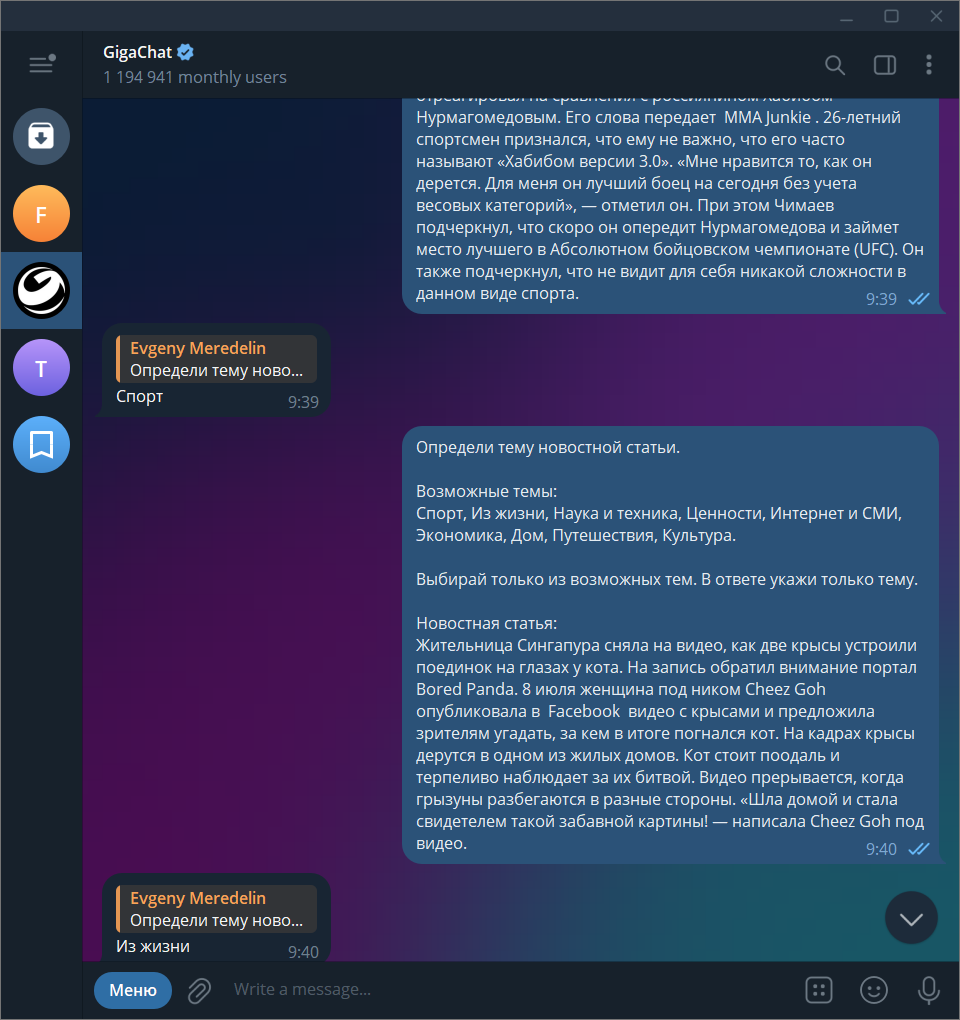 GigaChat
1 194 941 monthly users
F
T
отреагировал на сравнения с россиянином Хабибом
Нурмагомедовым. Его слова передает  MMA Junkie . 26-летний
спортсмен признался, что ему не важно, что его часто
называют «Хабибом версии 3.0». «Мне нравится то, как он
дерется. Для меня он лучший боец на сегодня без учета
весовых категорий», — отметил он. При этом Чимаев
подчеркнул, что скоро он опередит Нурмагомедова и займет
место лучшего в Абсолютном бойцовском чемпионате (UFC). Он
также подчеркнул, что не видит для себя никакой сложности в
данном виде спорта.
9:39
Evgeny Meredelin
Определи тему ново...
Спорт
9:39
Определи тему новостной статьи.
Возможные темы:
Спорт, Из жизни, Наука и техника, Ценности, Интернет и СМИ,
Экономика, Дом, Путешествия, Культура.
Выбирай только из возможных тем. В ответе укажи только тему.
Новостная статья:
Жительница Сингапура сняла на видео, как две крысы устроили
поединок на глазах у кота. На запись обратил внимание портал
Bored Panda. 8 июля женщина под ником Cheez Goh
опубликовала в  Facebook  видео с крысами и предложила
зрителям угадать, за кем в итоге погнался кот. На кадрах крысы
дерутся в одном из жилых домов. Кот стоит поодаль и
терпеливо наблюдает за их битвой. Видео прерывается, когда
грызуны разбегаются в разные стороны. «Шла домой и стала
свидетелем такой забавной картины! — написала Cheez Goh под
видео.
9:40
Evgeny Meredelin
Определи тему ново...
Из жизни
9:40
Меню
Write a message...